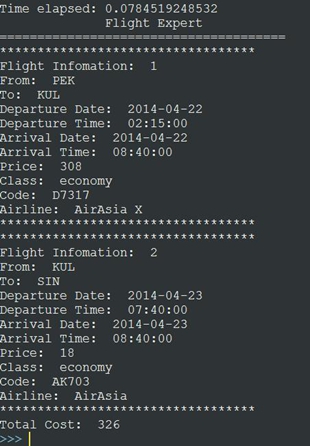 Time elapsed: 0.0784519248532
Flight Expert
=====================================
*********************************
Flight Infomation: 1
From: PEK
To: KUL
Departure Date: 2014-04-22
Departure Time: 02:15:00
Arrival Date: 2014-04-22
Arrival Time: 08:40:00
Price: 308
Class: economy
Code: D7317
Airline: AirAsia X
*********************************
*********************************
Flight Infomation: 2
From: KUL
To: SIN
Departure Date: 2014-04-23
Departure Time: 07:40:00
Arrival Date: 2014-04-23
Arrival Time: 08:40:00
Price: 18
Class: economy
Code: AK703
Airline: AirAsia
*********************************
Total Cost: 326
>>>